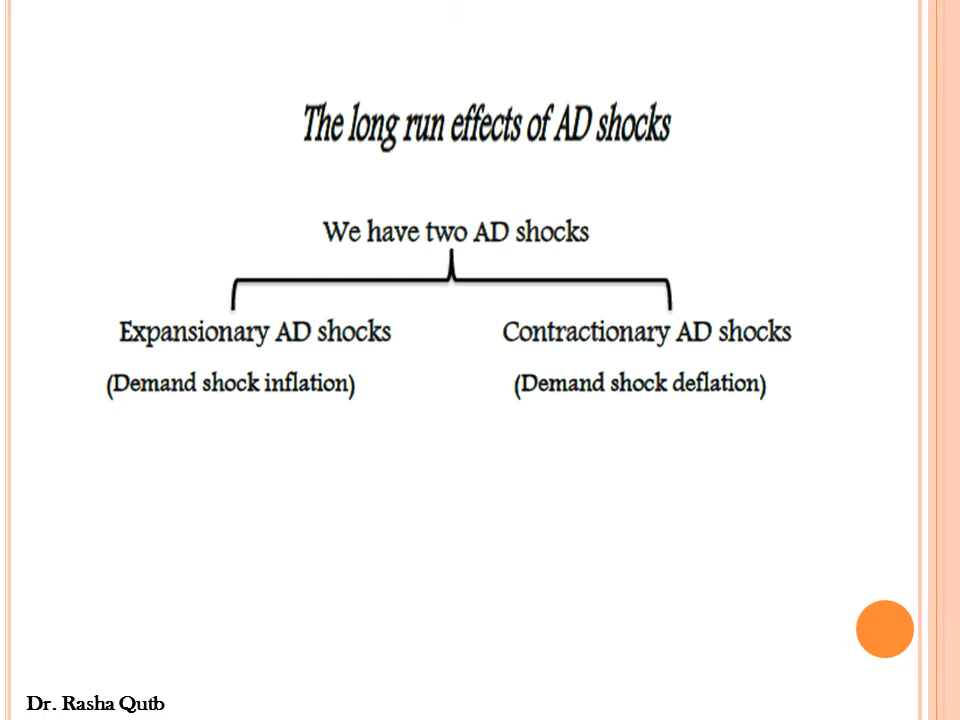 The long run effects of AD shocks
We have two AD shocks
Expansionary AD shocks
(Demand shock inflation)
Contractionary AD shocks
(Demand shock deflation)
Dr. Rasha Qutb